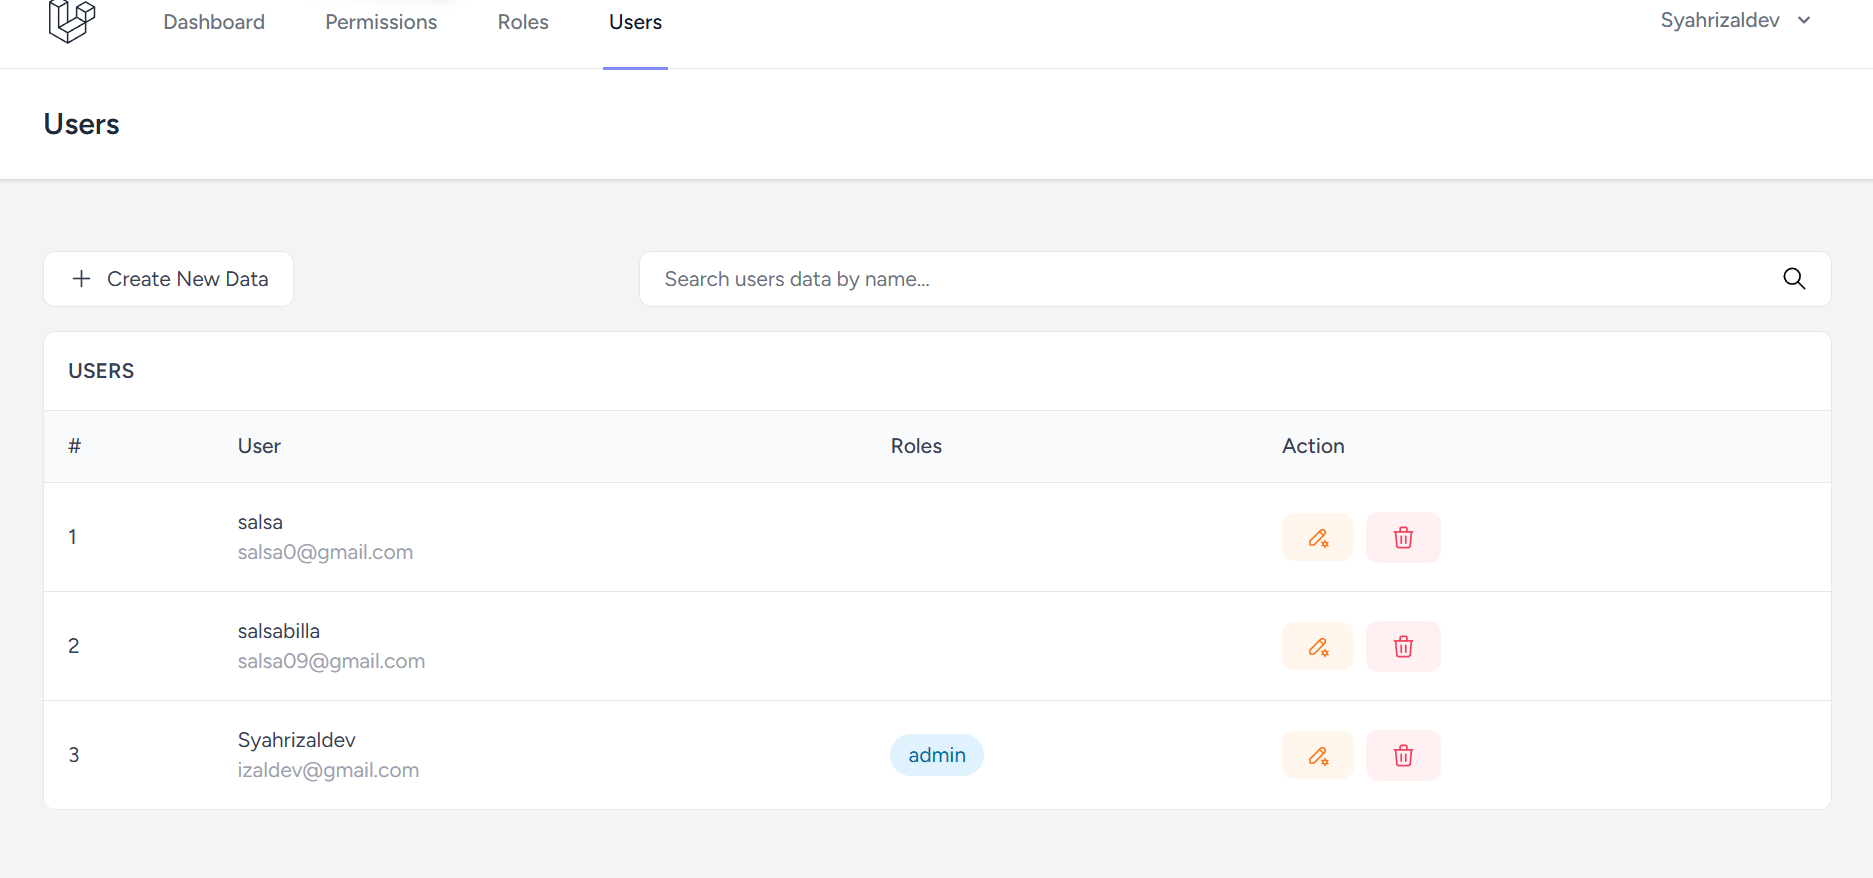 Dashboard Permissions Roles Users Syahrizaldev
Users
Create New Data
Search users data by name...
USERS
# User Roles Action
1 salsa
salsa0@gmail.com
2 salsabilla
salsa09@gmail.com
3 Syahrizaldev admin
izaldev@gmail.com